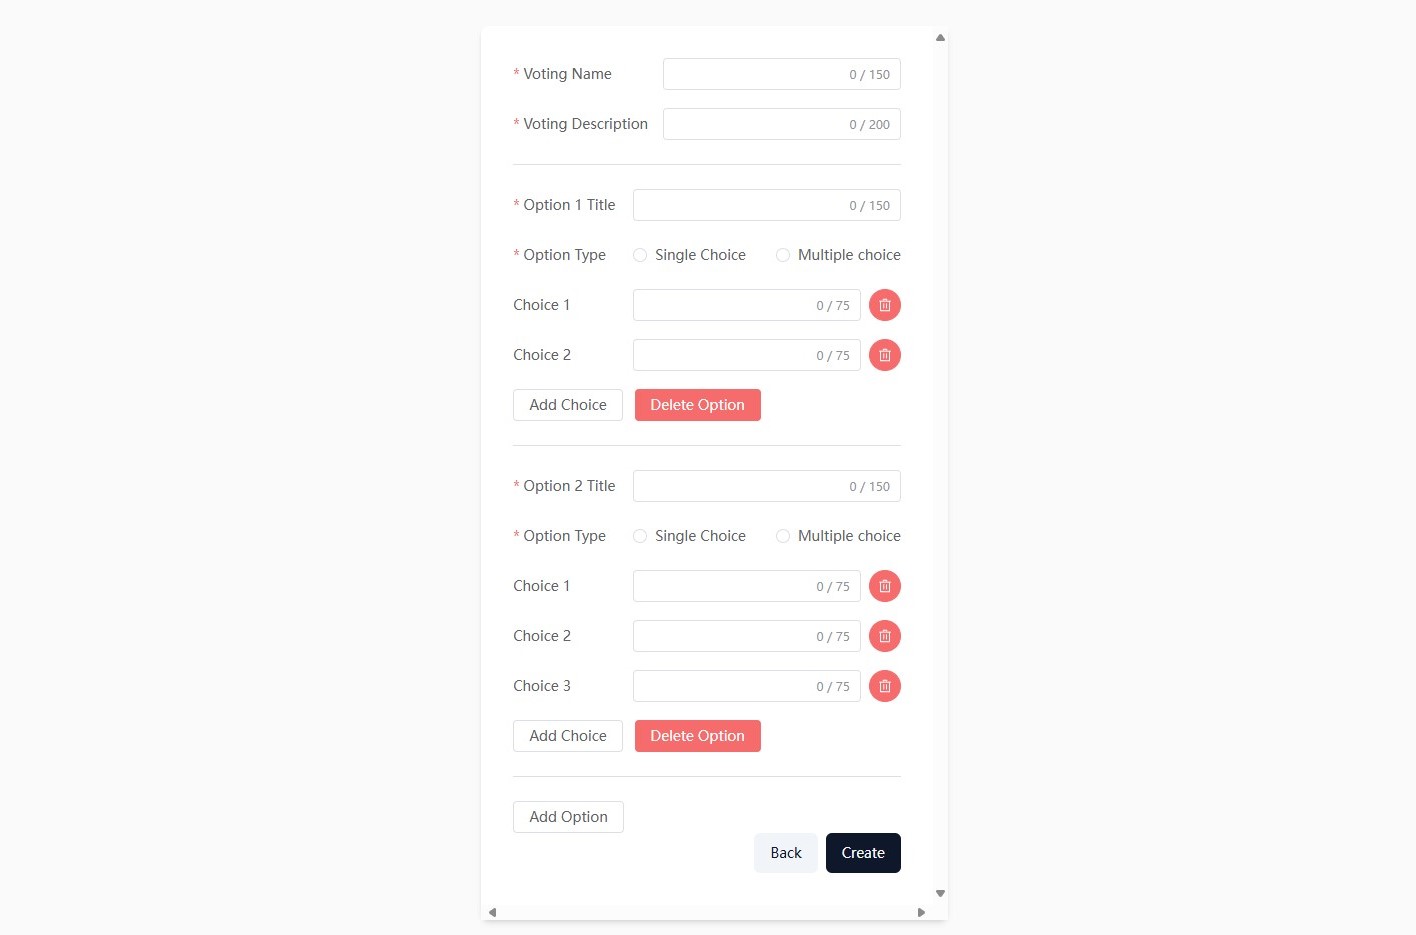 * Voting Name 0 / 150
* Voting Description 0 / 200
* Option 1 Title 0 / 150
* Option Type Single Choice Multiple choice
Choice 1 0 / 75
Choice 2 0 / 75
Add Choice Delete Option
* Option 2 Title 0 / 150
* Option Type Single Choice Multiple choice
Choice 1 0 / 75
Choice 2 0 / 75
Choice 3 0 / 75
Add Choice Delete Option
Add Option
Back Create